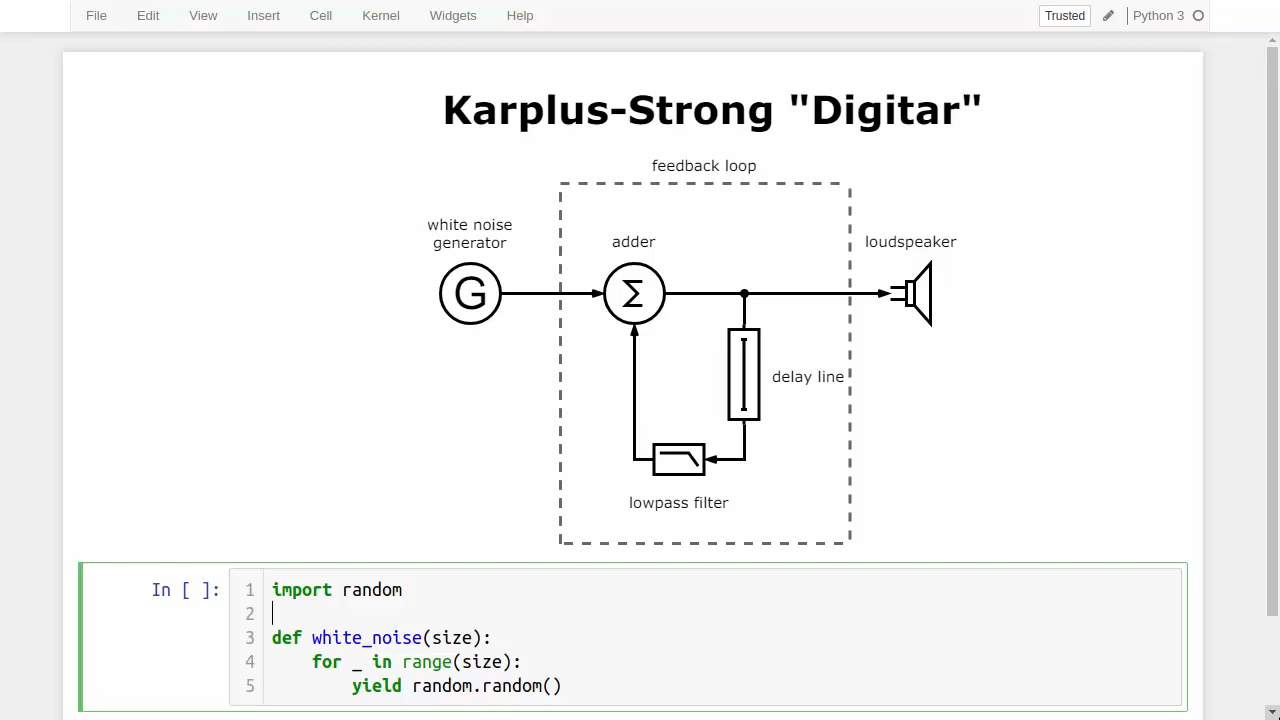 File Edit View Insert Cell Kernel Widgets Help Trusted Python 3
Karplus-Strong "Digitar"
feedback loop
white noise
generator
adder
loudspeaker
G
Σ
delay line
lowpass filter
In [ ]:
1 import random
2
3 def white_noise(size):
4 for _ in range(size):
5 yield random.random()